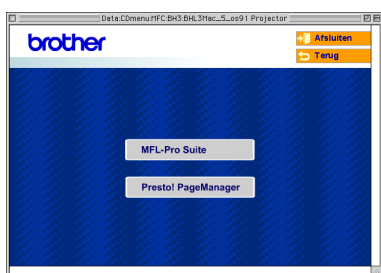 Data:CDmenu:MFC:BH3:BHL3Mac_5_os91 Projector
brother
Afsluiten
Terug
MFL-Pro Suite
Presto! PageManager